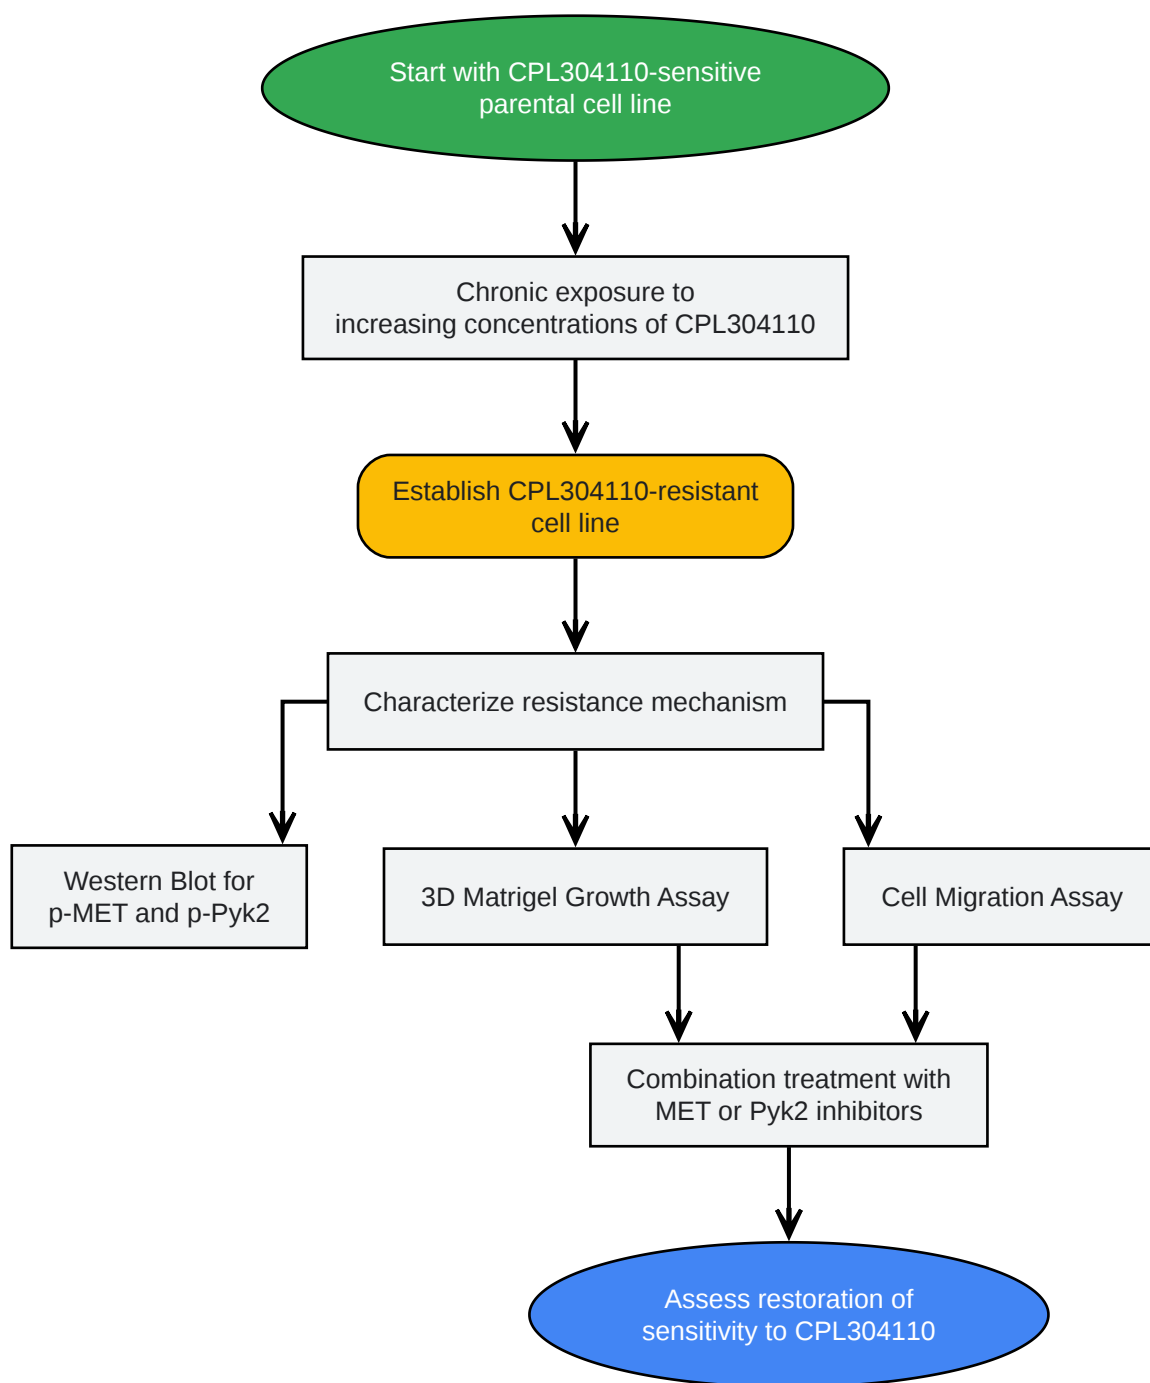 Start with CPL304110-sensitive
parental cell line
Chronic exposure to
increasing concentrations of CPL304110
Establish CPL304110-resistant
cell line
Characterize resistance mechanism
Western Blot for
p-MET and p-Pyk2
3D Matrigel Growth Assay
Cell Migration Assay
Combination treatment with
MET or Pyk2 inhibitors
Assess restoration of
sensitivity to CPL304110